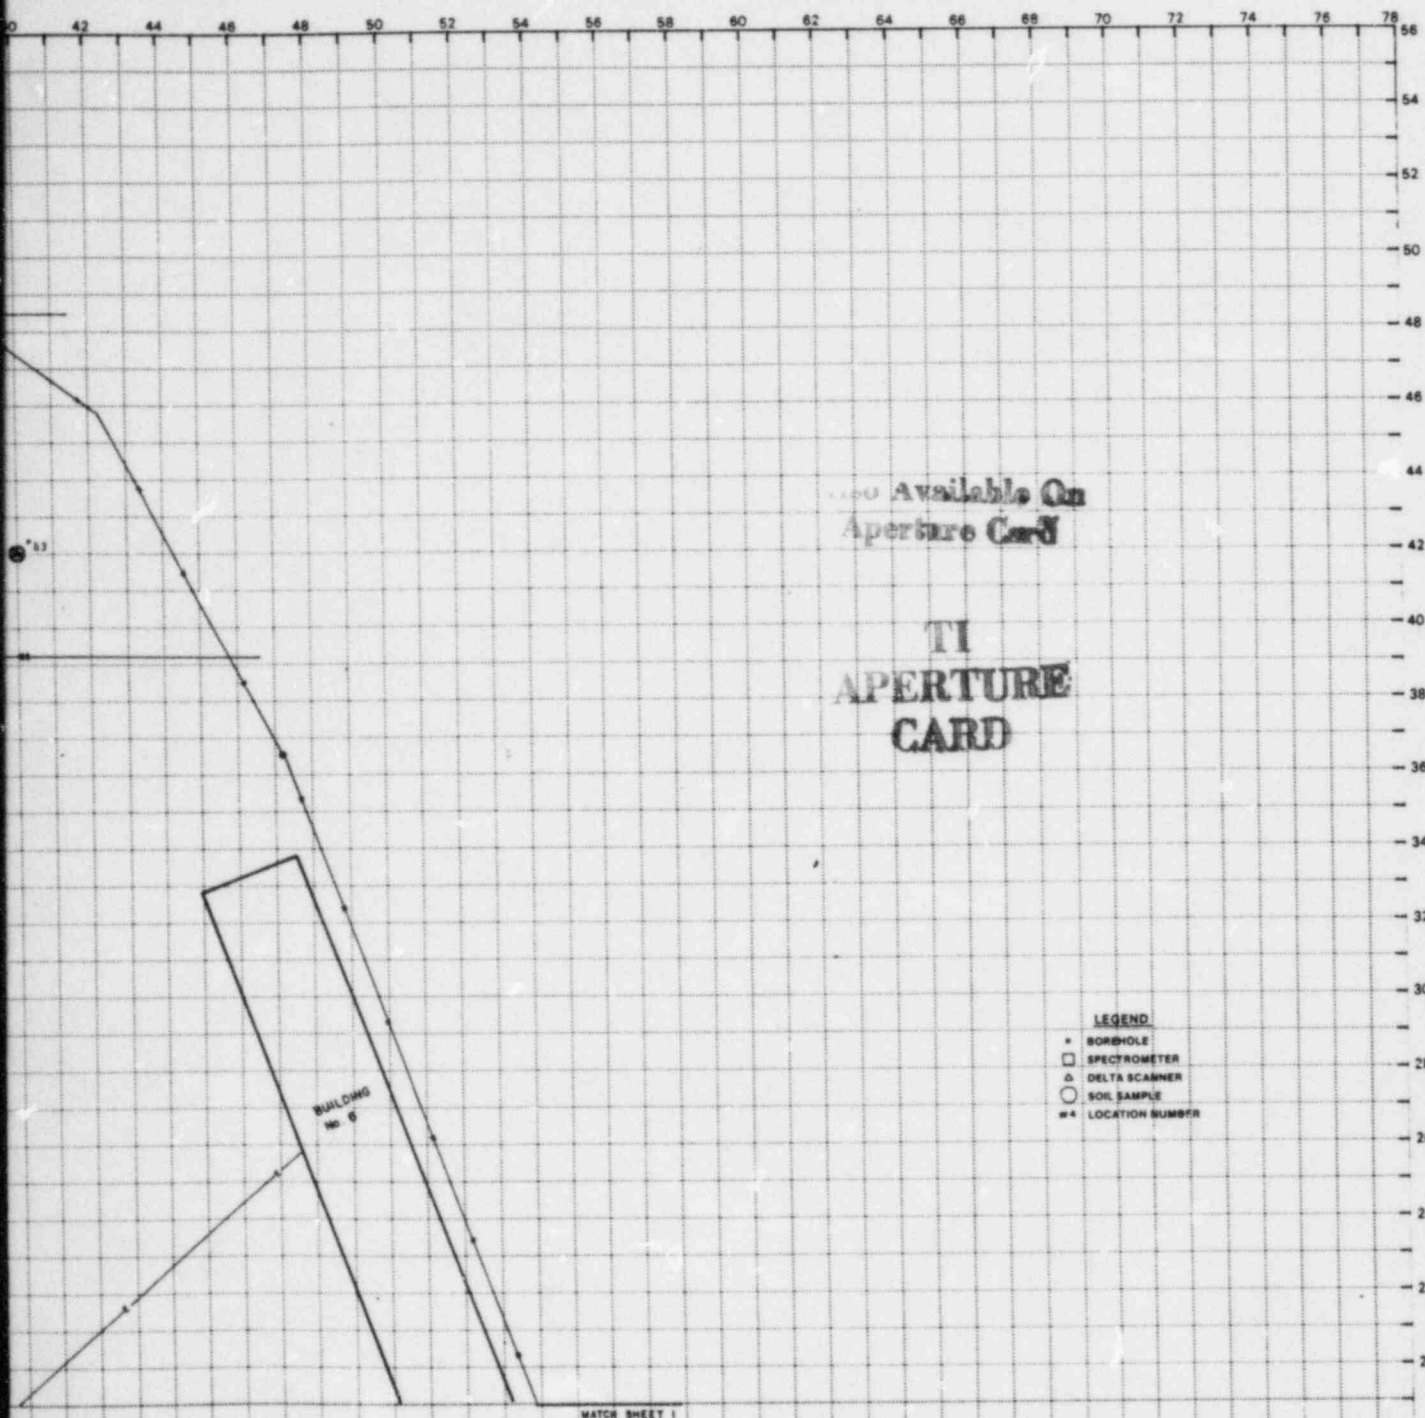 42 44 46 48 50 52 54 56 58 60 62 64 66 68 70 72 74 76 78
56
54
52
50
48
46
44
42
40
38
36
34
32
30
Available On
Aperture Card
TI
APERTURE
CARD
LEGEND
BOREHOLE
SPECTROMETER
DELTA SCANNER
SOIL SAMPLE
#4 LOCATION NUMBER
BUILDING
No. 6
MATCH SHEET 1